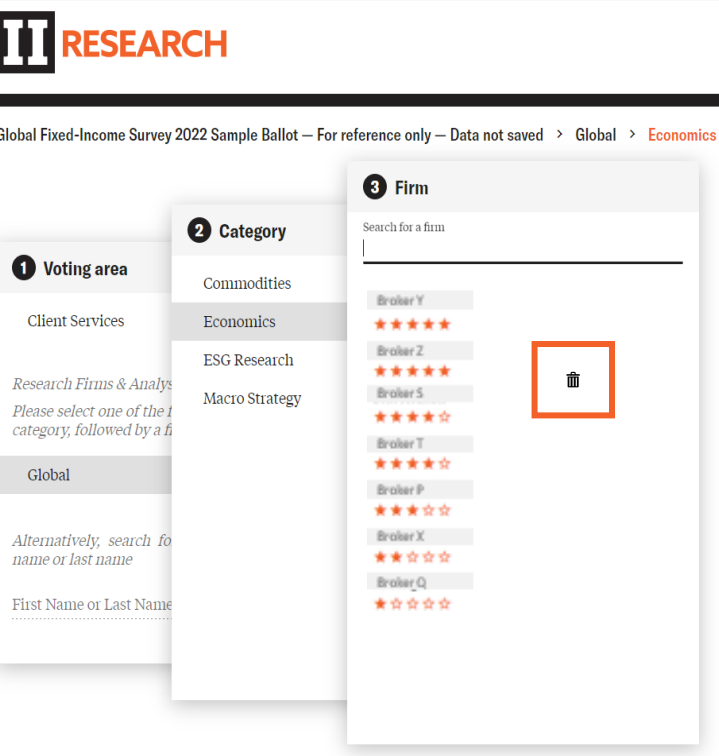 II RESEARCH
Global Fixed-Income Survey 2022 Sample Ballot — For reference only — Data not saved > Global > Economics
1 Voting area
Client Services
Research Firms & Analys
Please select one of the f
category, followed by a fi
Global
Alternatively, search fo
name or last name
First Name or Last Name
2 Category
Commodities
Economics
ESG Research
Macro Strategy
3 Firm
Search for a firm
Broker Y
Broker Z
Broker S
Broker T
Broker P
Broker X
Broker Q